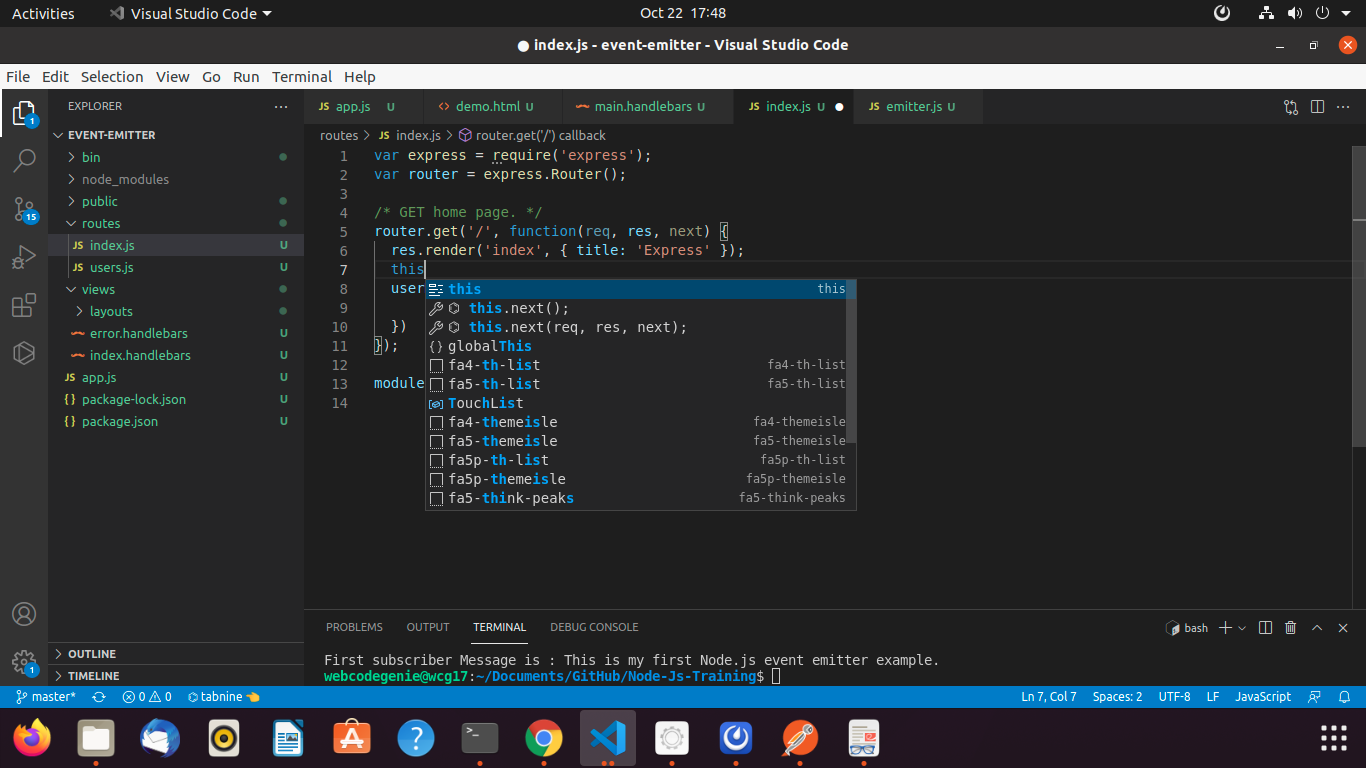 Activities
Visual Studio Code
Oct 22 17:48
index.js - event-emitter - Visual Studio Code
File Edit Selection View Go Run Terminal Help
EXPLORER
EVENT-EMITTER
bin
node_modules
public
routes
JS index.js U
JS users.js U
views
layouts
error.handlebars U
index.handlebars U
JS app.js U
{} package-lock.json U
{} package.json U
OUTLINE
TIMELINE
1
15
1
JS app.js U
demo.html U
main.handlebars U
JS index.js U
JS emitter.js U
routes > JS index.js > router.get('/') callback
1 var express = require('express');
2 var router = express.Router();
3
4 /* GET home page. */
5 router.get('/', function(req, res, next) {
6 res.render('index', { title: 'Express' });
7 this
8 user
9
10 })
11 });
12
13 module
14
this this
this.next();
this.next(req, res, next);
{} globalThis
fa4-th-list fa4-th-list
fa5-th-list fa5-th-list
TouchList
fa4-themeisle fa4-themeisle
fa5-themeisle fa5-themeisle
fa5p-th-list fa5p-th-list
fa5p-themeisle fa5p-themeisle
fa5-think-peaks fa5-think-peaks
PROBLEMS OUTPUT TERMINAL DEBUG CONSOLE
bash
First subscriber Message is : This is my first Node.js event emitter example.
webcodegenie@wcg17:~/Documents/GitHub/Node-Js-Training$
master* 0 0 tabnine
Ln 7, Col 7 Spaces: 2 UTF-8 LF JavaScript